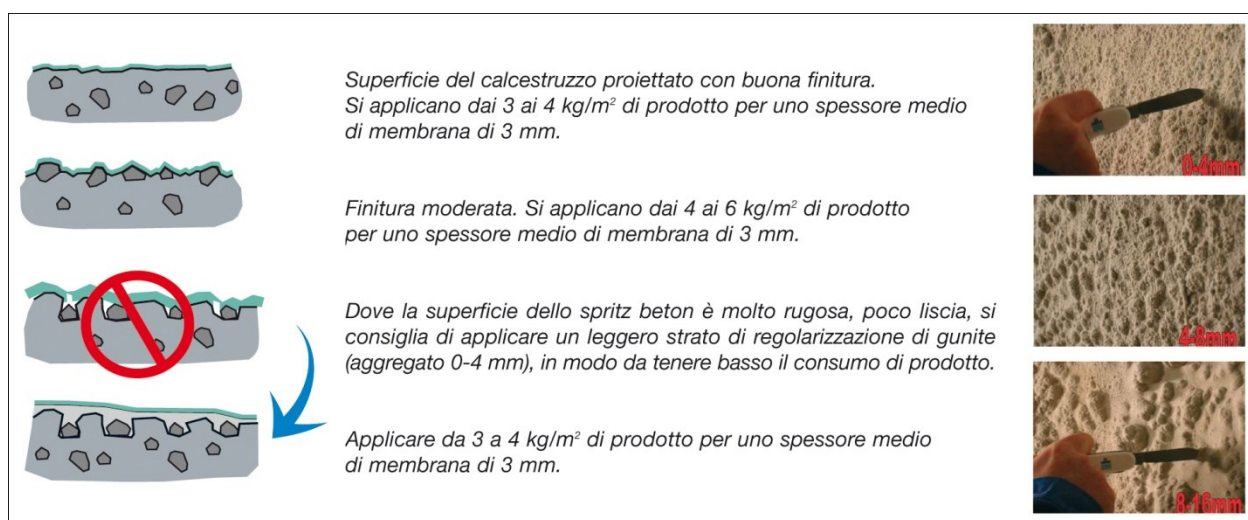 Superficie del calcestruzzo proiettato con buona finitura.
Si applicano dai 3 ai 4 kg/m² di prodotto per uno spessore medio
di membrana di 3 mm.
0-4mm
Finitura moderata. Si applicano dai 4 ai 6 kg/m² di prodotto
per uno spessore medio di membrana di 3 mm.
4-8mm
Dove la superficie dello spritz beton è molto rugosa, poco liscia, si
consiglia di applicare un leggero strato di regolarizzazione di gunite
(aggregato 0-4 mm), in modo da tenere basso il consumo di prodotto.
Applicare da 3 a 4 kg/m² di prodotto per uno spessore medio
di membrana di 3 mm.
8-16mm